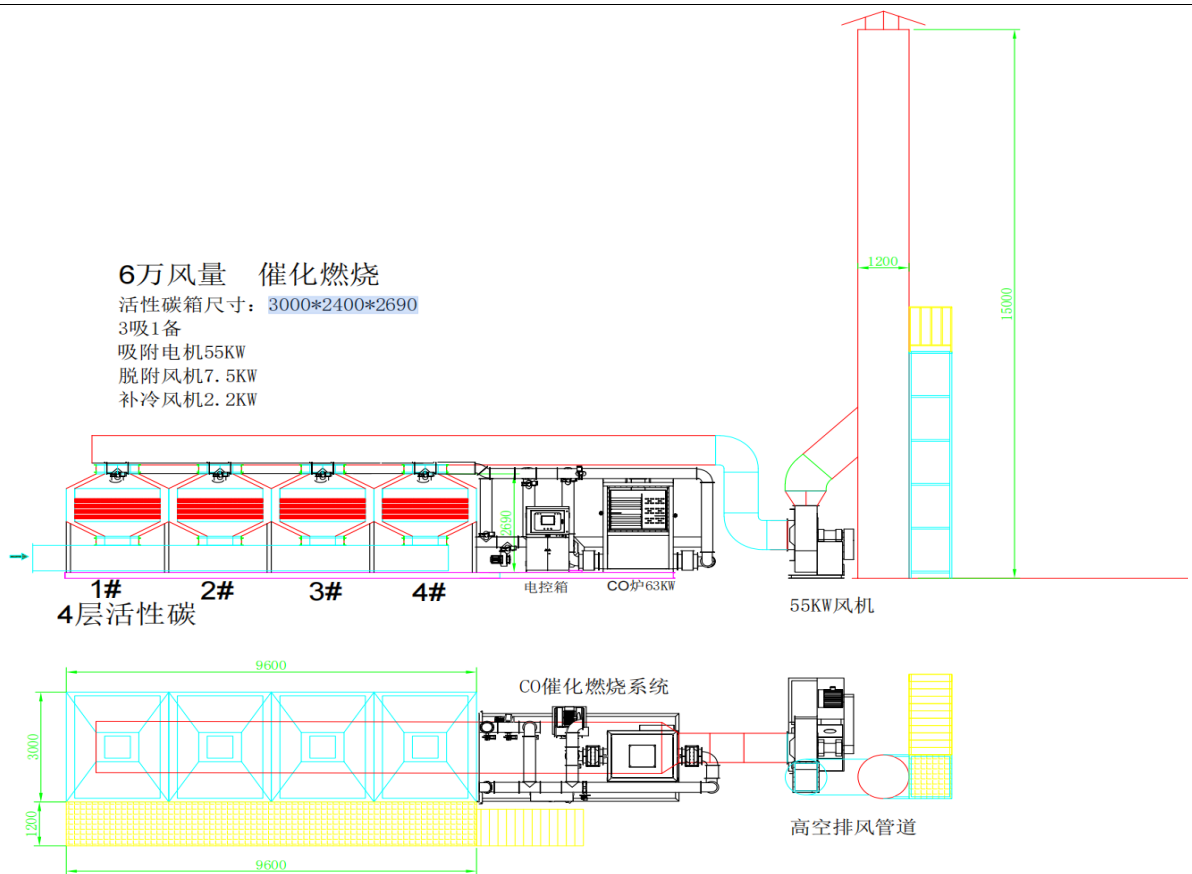 6万风量 催化燃烧
活性碳箱尺寸：3000*2400*2690
3吸1备
吸附电机55KW
脱附风机7.5KW
补冷风机2.2KW
1200
15000
2690
1# 2# 3# 4#
电控箱 CO炉63KW
4层活性碳
55KW风机
9600
CO催化燃烧系统
3000
1200
高空排风管道
9600